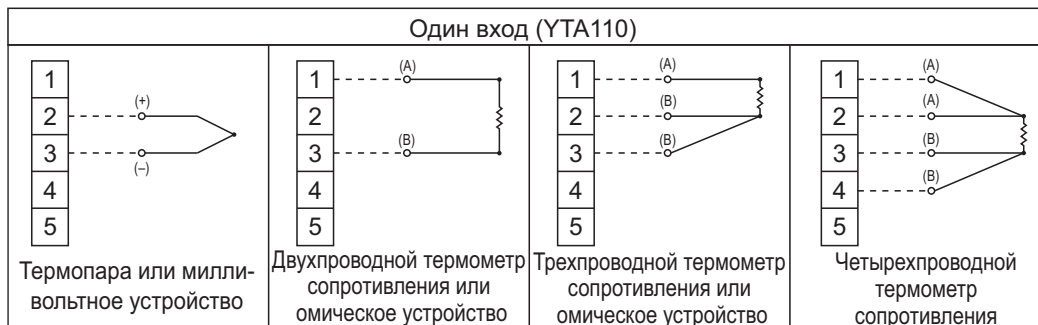 Один вход (YTA110)
1
2
3
4
5
(+)
(–)
Термопара или милли-
вольтное устройство
1
2
3
4
5
(A)
(B)
Двухпроводной термометр
сопротивления или
омическое устройство
1
2
3
4
5
(A)
(B)
(B)
Трехпроводной термометр
сопротивления или
омическое устройство
1
2
3
4
5
(A)
(A)
(B)
(B)
Четырехпроводной
термометр
сопротивления